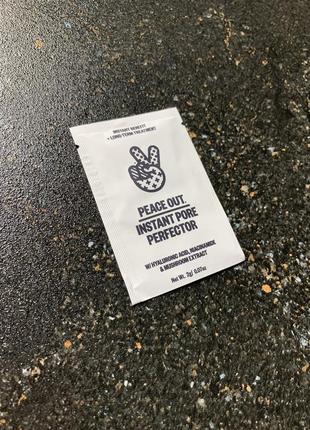 INSTANT BENEFIT
+ LONG-TERM TREATMENT
PEACE OUT.
INSTANT PORE
PERFECTOR
W/ HYALURONIC ACID, NIACINAMIDE
& MUSHROOM EXTRACT
Net Wt. 2g/ 0.07oz